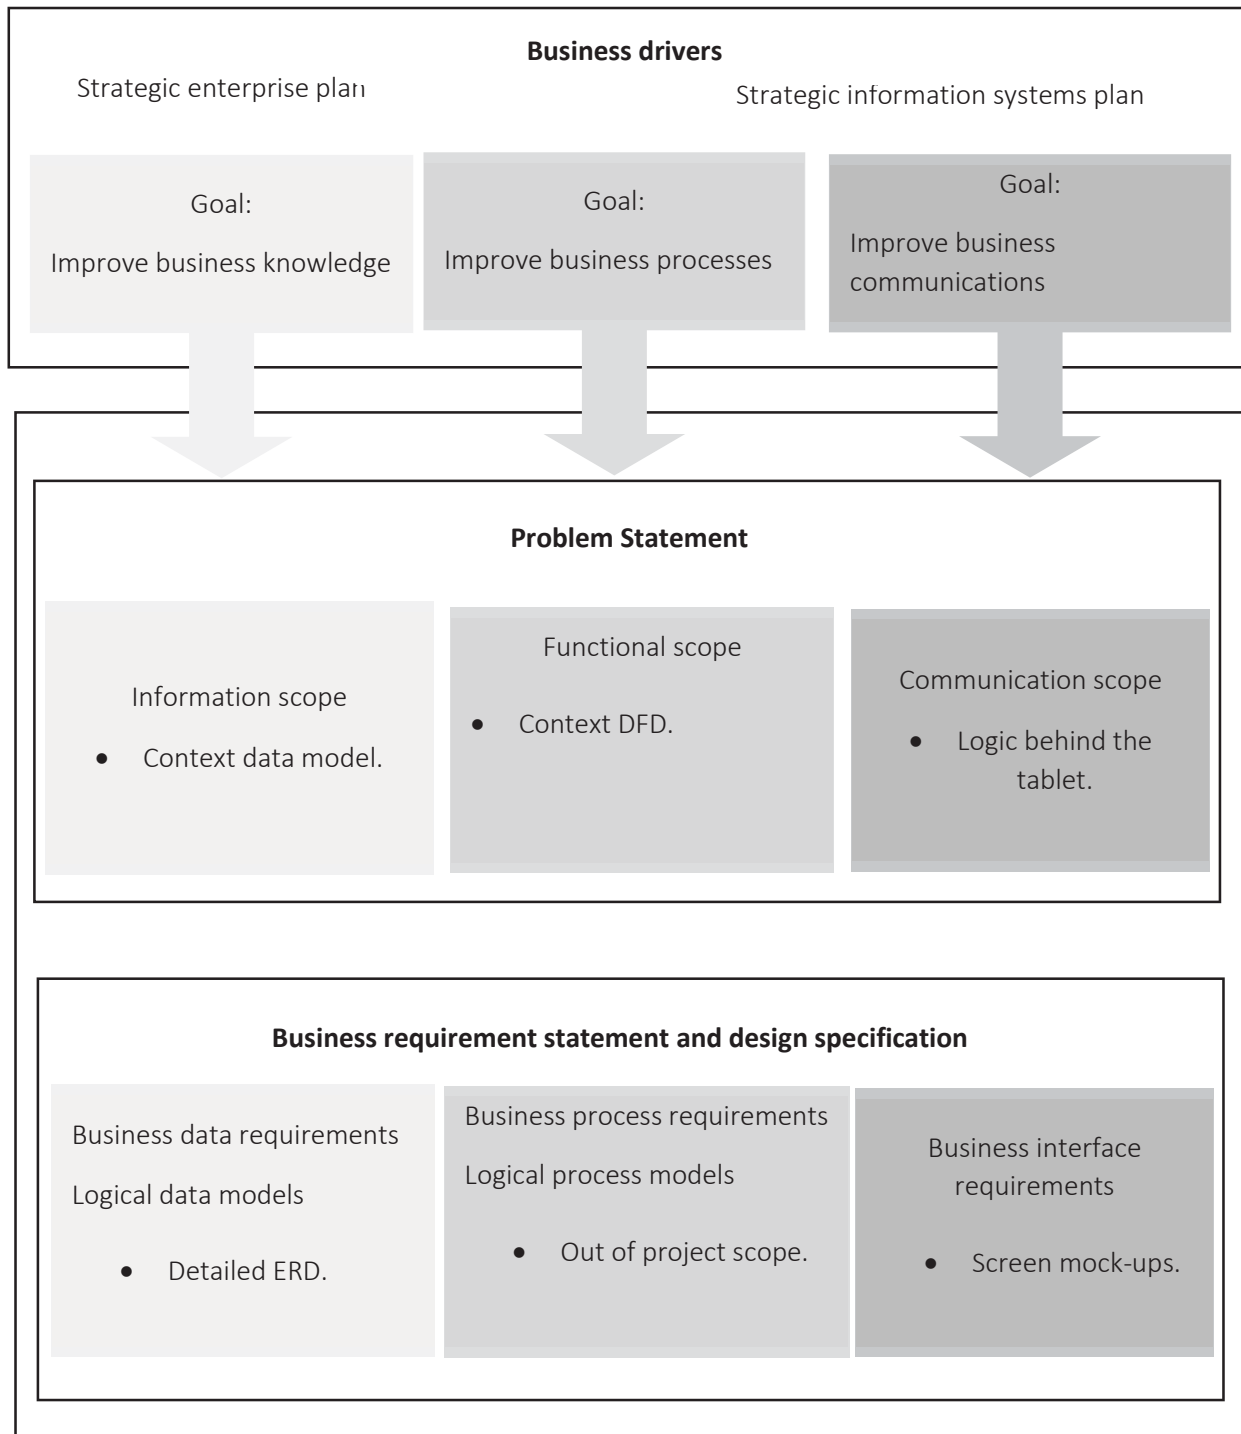 Business drivers
Strategic enterprise plan
Strategic information systems plan
Goal:
Improve business knowledge
Goal:
Improve business processes
Goal:
Improve business
communications
Problem Statement
Information scope
• Context data model.
Functional scope
• Context DFD.
Communication scope
• Logic behind the
tablet.
Business requirement statement and design specification
Business data requirements
Logical data models
• Detailed ERD.
Business process requirements
Logical process models
• Out of project scope.
Business interface
requirements
• Screen mock-ups.